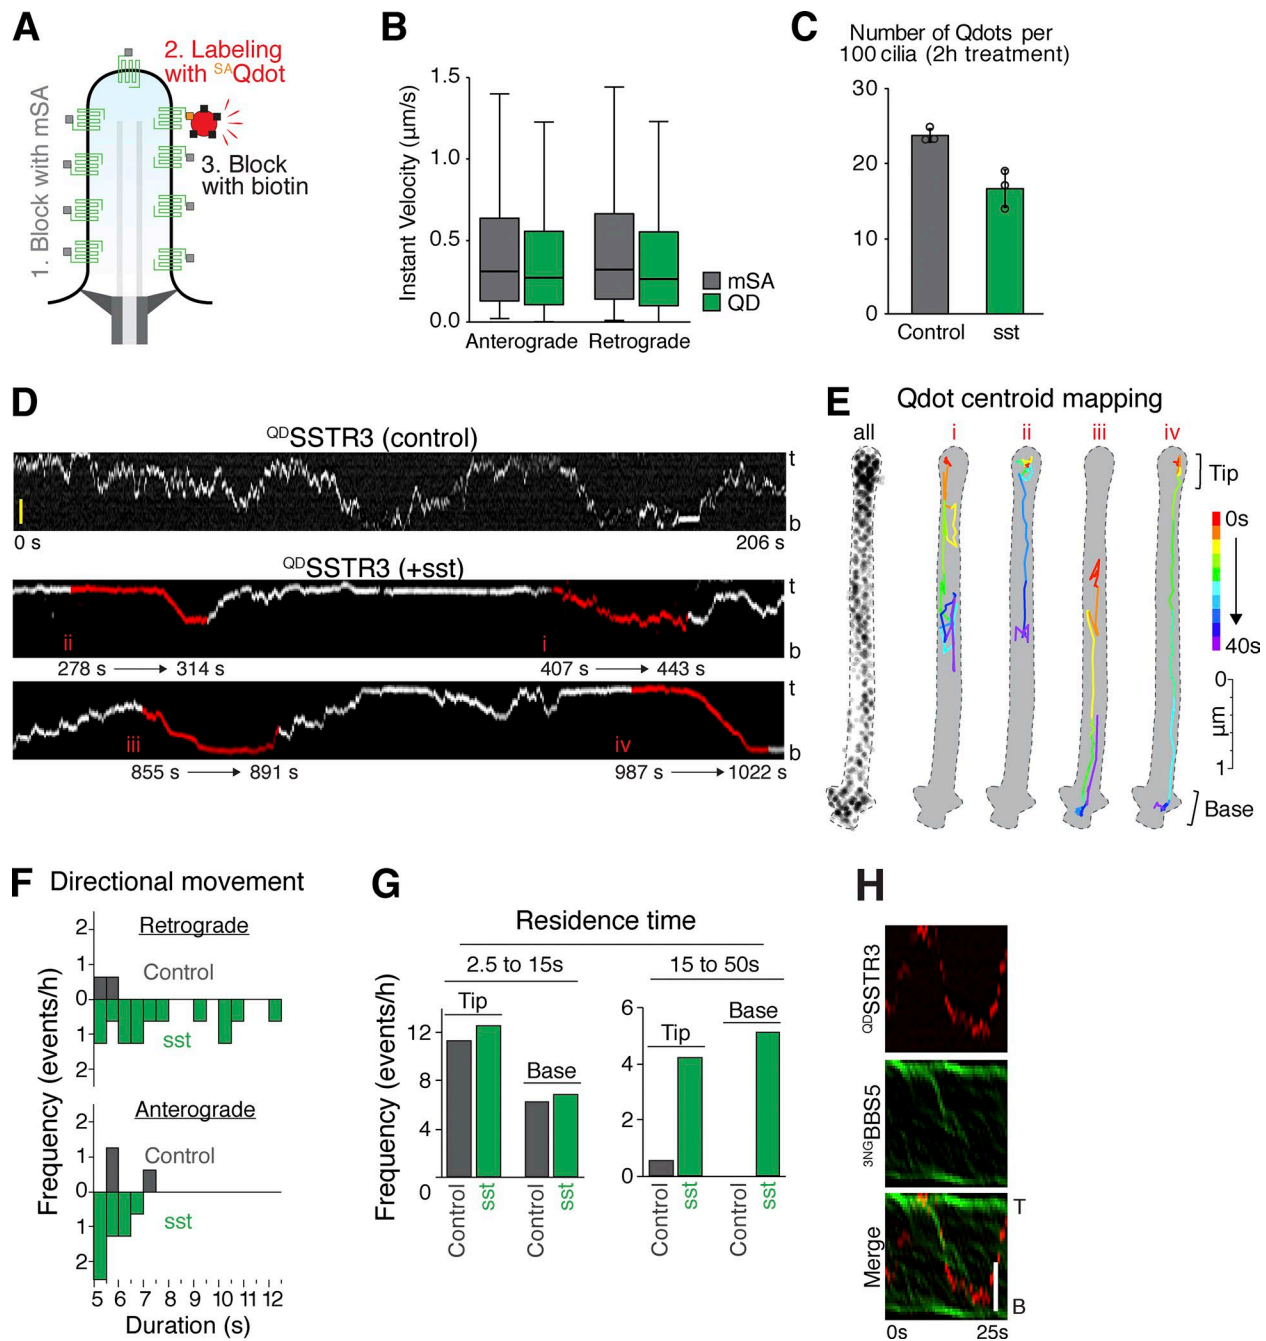 A
1. Block with mSA
2. Labeling
with SAQdot
3. Block
with biotin
B
Instant Velocity (µm/s)
1.5
1.0
0.5
0.0
Anterograde Retrograde
mSA
QD
C
Number of Qdots per
100 cilia (2h treatment)
30
20
10
0
Control sst
D
QDSSTR3 (control)
t
b
0 s 206 s
QDSSTR3 (+sst)
t
ii i
b
278 s 314 s 407 s 443 s
t
iii iv
b
855 s 891 s 987 s 1022 s
E Qdot centroid mapping
all i ii iii iv
Tip
0s
40s
0
µm
1
Base
F Directional movement
Frequency (events/h)
Retrograde
2
1
0
1
2
Control
sst
Anterograde
2
1
0
1
2
Control
sst
5 6 7 8 9 10 11 12
Duration (s)
G
Residence time
2.5 to 15s 15 to 50s
Frequency (events/h)
Tip
Base
12
8
4
0
Control
sst
Control
sst
Base
Tip
6
4
2
0
Control
sst
Control
sst
H
QDSSTR3
3NGBBS5
Merge
T
B
0s 25s